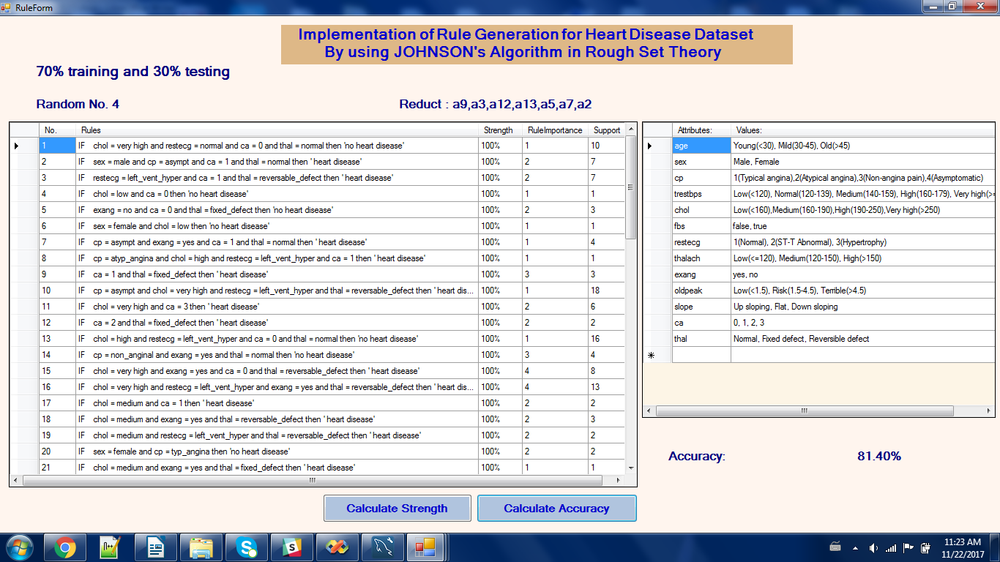 RuleForm
Implementation of Rule Generation for Heart Disease Dataset
By using JOHNSON's Algorithm in Rough Set Theory
70% training and 30% testing
Random No. 4
Reduct : a9,a3,a12,a13,a5,a7,a2
No. Rules Strength RuleImportance Support
1 IF chol = very high and restecg = normal and ca = 0 and thal = normal then 'no heart disease' 100% 1 10
2 IF sex = male and cp = asympt and ca = 1 and thal = normal then ' heart disease' 100% 2 7
3 IF restecg = left_vent_hyper and ca = 1 and thal = reversable_defect then ' heart disease' 100% 2 7
4 IF chol = low and ca = 0 then 'no heart disease' 100% 1 1
5 IF exang = no and ca = 0 and thal = fixed_defect then 'no heart disease' 100% 2 3
6 IF sex = female and chol = low then 'no heart disease' 100% 1 1
7 IF cp = asympt and exang = yes and ca = 1 and thal = normal then ' heart disease' 100% 1 4
8 IF cp = atyp_angina and chol = high and restecg = left_vent_hyper and ca = 1 then ' heart disease' 100% 1 1
9 IF ca = 1 and thal = fixed_defect then ' heart disease' 100% 3 3
10 IF cp = asympt and chol = very high and restecg = left_vent_hyper and thal = reversable_defect then ' heart dis... 100% 1 18
11 IF chol = very high and ca = 3 then ' heart disease' 100% 2 6
12 IF ca = 2 and thal = fixed_defect then ' heart disease' 100% 2 2
13 IF chol = high and restecg = left_vent_hyper and ca = 0 and thal = normal then 'no heart disease' 100% 1 16
14 IF cp = non_anginal and exang = yes and thal = normal then 'no heart disease' 100% 3 4
15 IF chol = very high and exang = yes and ca = 0 and thal = reversable_defect then ' heart disease' 100% 4 8
16 IF chol = very high and restecg = left_vent_hyper and exang = yes and thal = reversable_defect then ' heart dis... 100% 4 13
17 IF chol = medium and ca = 1 then ' heart disease' 100% 2 2
18 IF chol = medium and exang = yes and thal = reversable_defect then ' heart disease' 100% 2 3
19 IF chol = medium and restecg = left_vent_hyper and thal = reversable_defect then ' heart disease' 100% 2 2
20 IF sex = female and cp = typ_angina then 'no heart disease' 100% 2 2
21 IF chol = medium and exang = yes and thal = fixed_defect then ' heart disease' 100% 1 1
Attributes: Values:
age Young(<30), Mild(30-45), Old(>45)
sex Male, Female
cp 1(Typical angina),2(Atypical angina),3(Non-angina pain),4(Asymptomatic)
trestbps Low(<120), Normal(120-139), Medium(140-159), High(160-179), Very high(>=
chol Low(<160),Medium(160-190),High(190-250),Very high(>250)
fbs false, true
restecg 1(Normal), 2(ST-T Abnormal), 3(Hypertrophy)
thalach Low(<=120), Medium(120-150), High(>150)
exang yes, no
oldpeak Low(<1.5), Risk(1.5-4.5), Terrible(>4.5)
slope Up sloping, Flat, Down sloping
ca 0, 1, 2, 3
thal Normal, Fixed defect, Reversible defect
Accuracy: 81.40%
Calculate Strength Calculate Accuracy
11:23 AM
11/22/2017